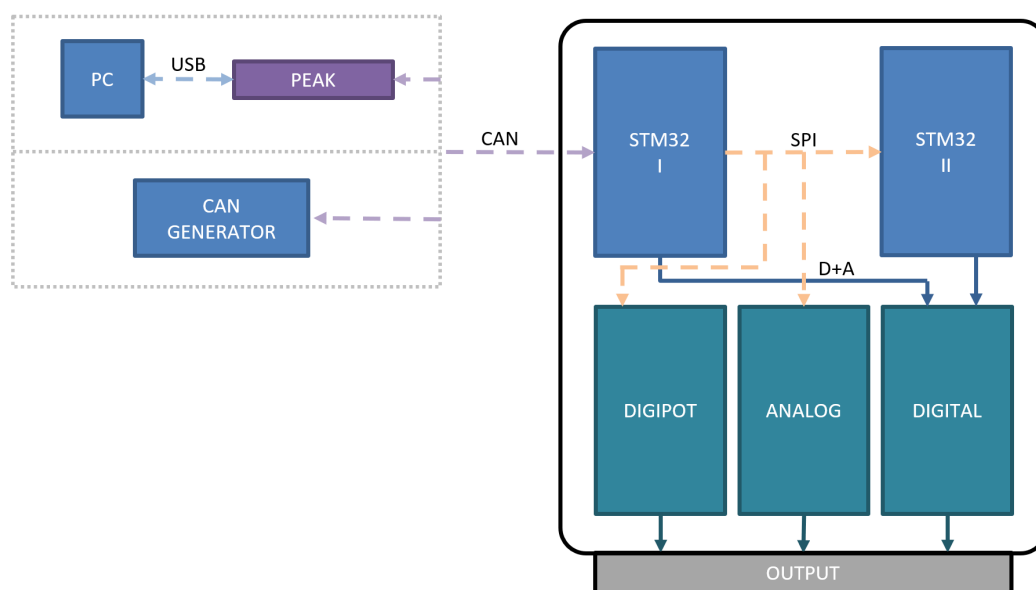 PC
USB
PEAK
CAN
GENERATOR
CAN
STM32
I
SPI
STM32
II
D+A
DIGIPOT
ANALOG
DIGITAL
OUTPUT